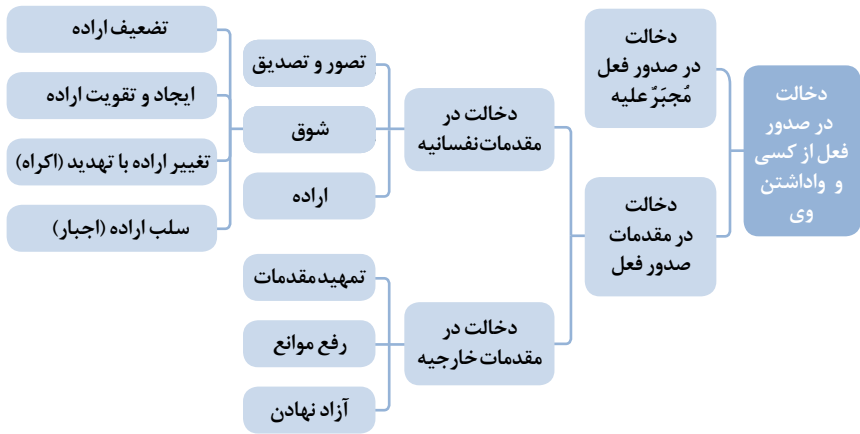 دخالت
در صدور
فعل از کسی
و واداشتن
وی
دخالت
در صدور فعل
مُجبَرٌ علیه
دخالت
در مقدمات
صدور فعل
دخالت در
مقدمات نفسانیه
دخالت در
مقدمات خارجیه
تصور و تصدیق
شوق
اراده
تمهید مقدمات
رفع موانع
آزاد نهادن
تضعیف اراده
ایجاد و تقویت اراده
تغییر اراده با تهدید (اکراه)
سلب اراده (اجبار)